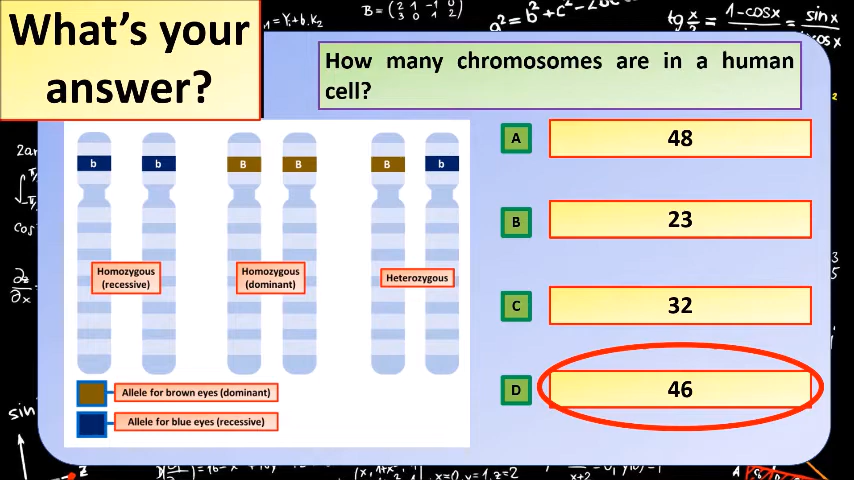 What's your
answer?
How many chromosomes are in a human
cell?
A
48
B
23
C
32
D
46
b
b
B
B
B
b
Homozygous
(recessive)
Homozygous
(dominant)
Heterozygous
Allele for brown eyes (dominant)
Allele for blue eyes (recessive)